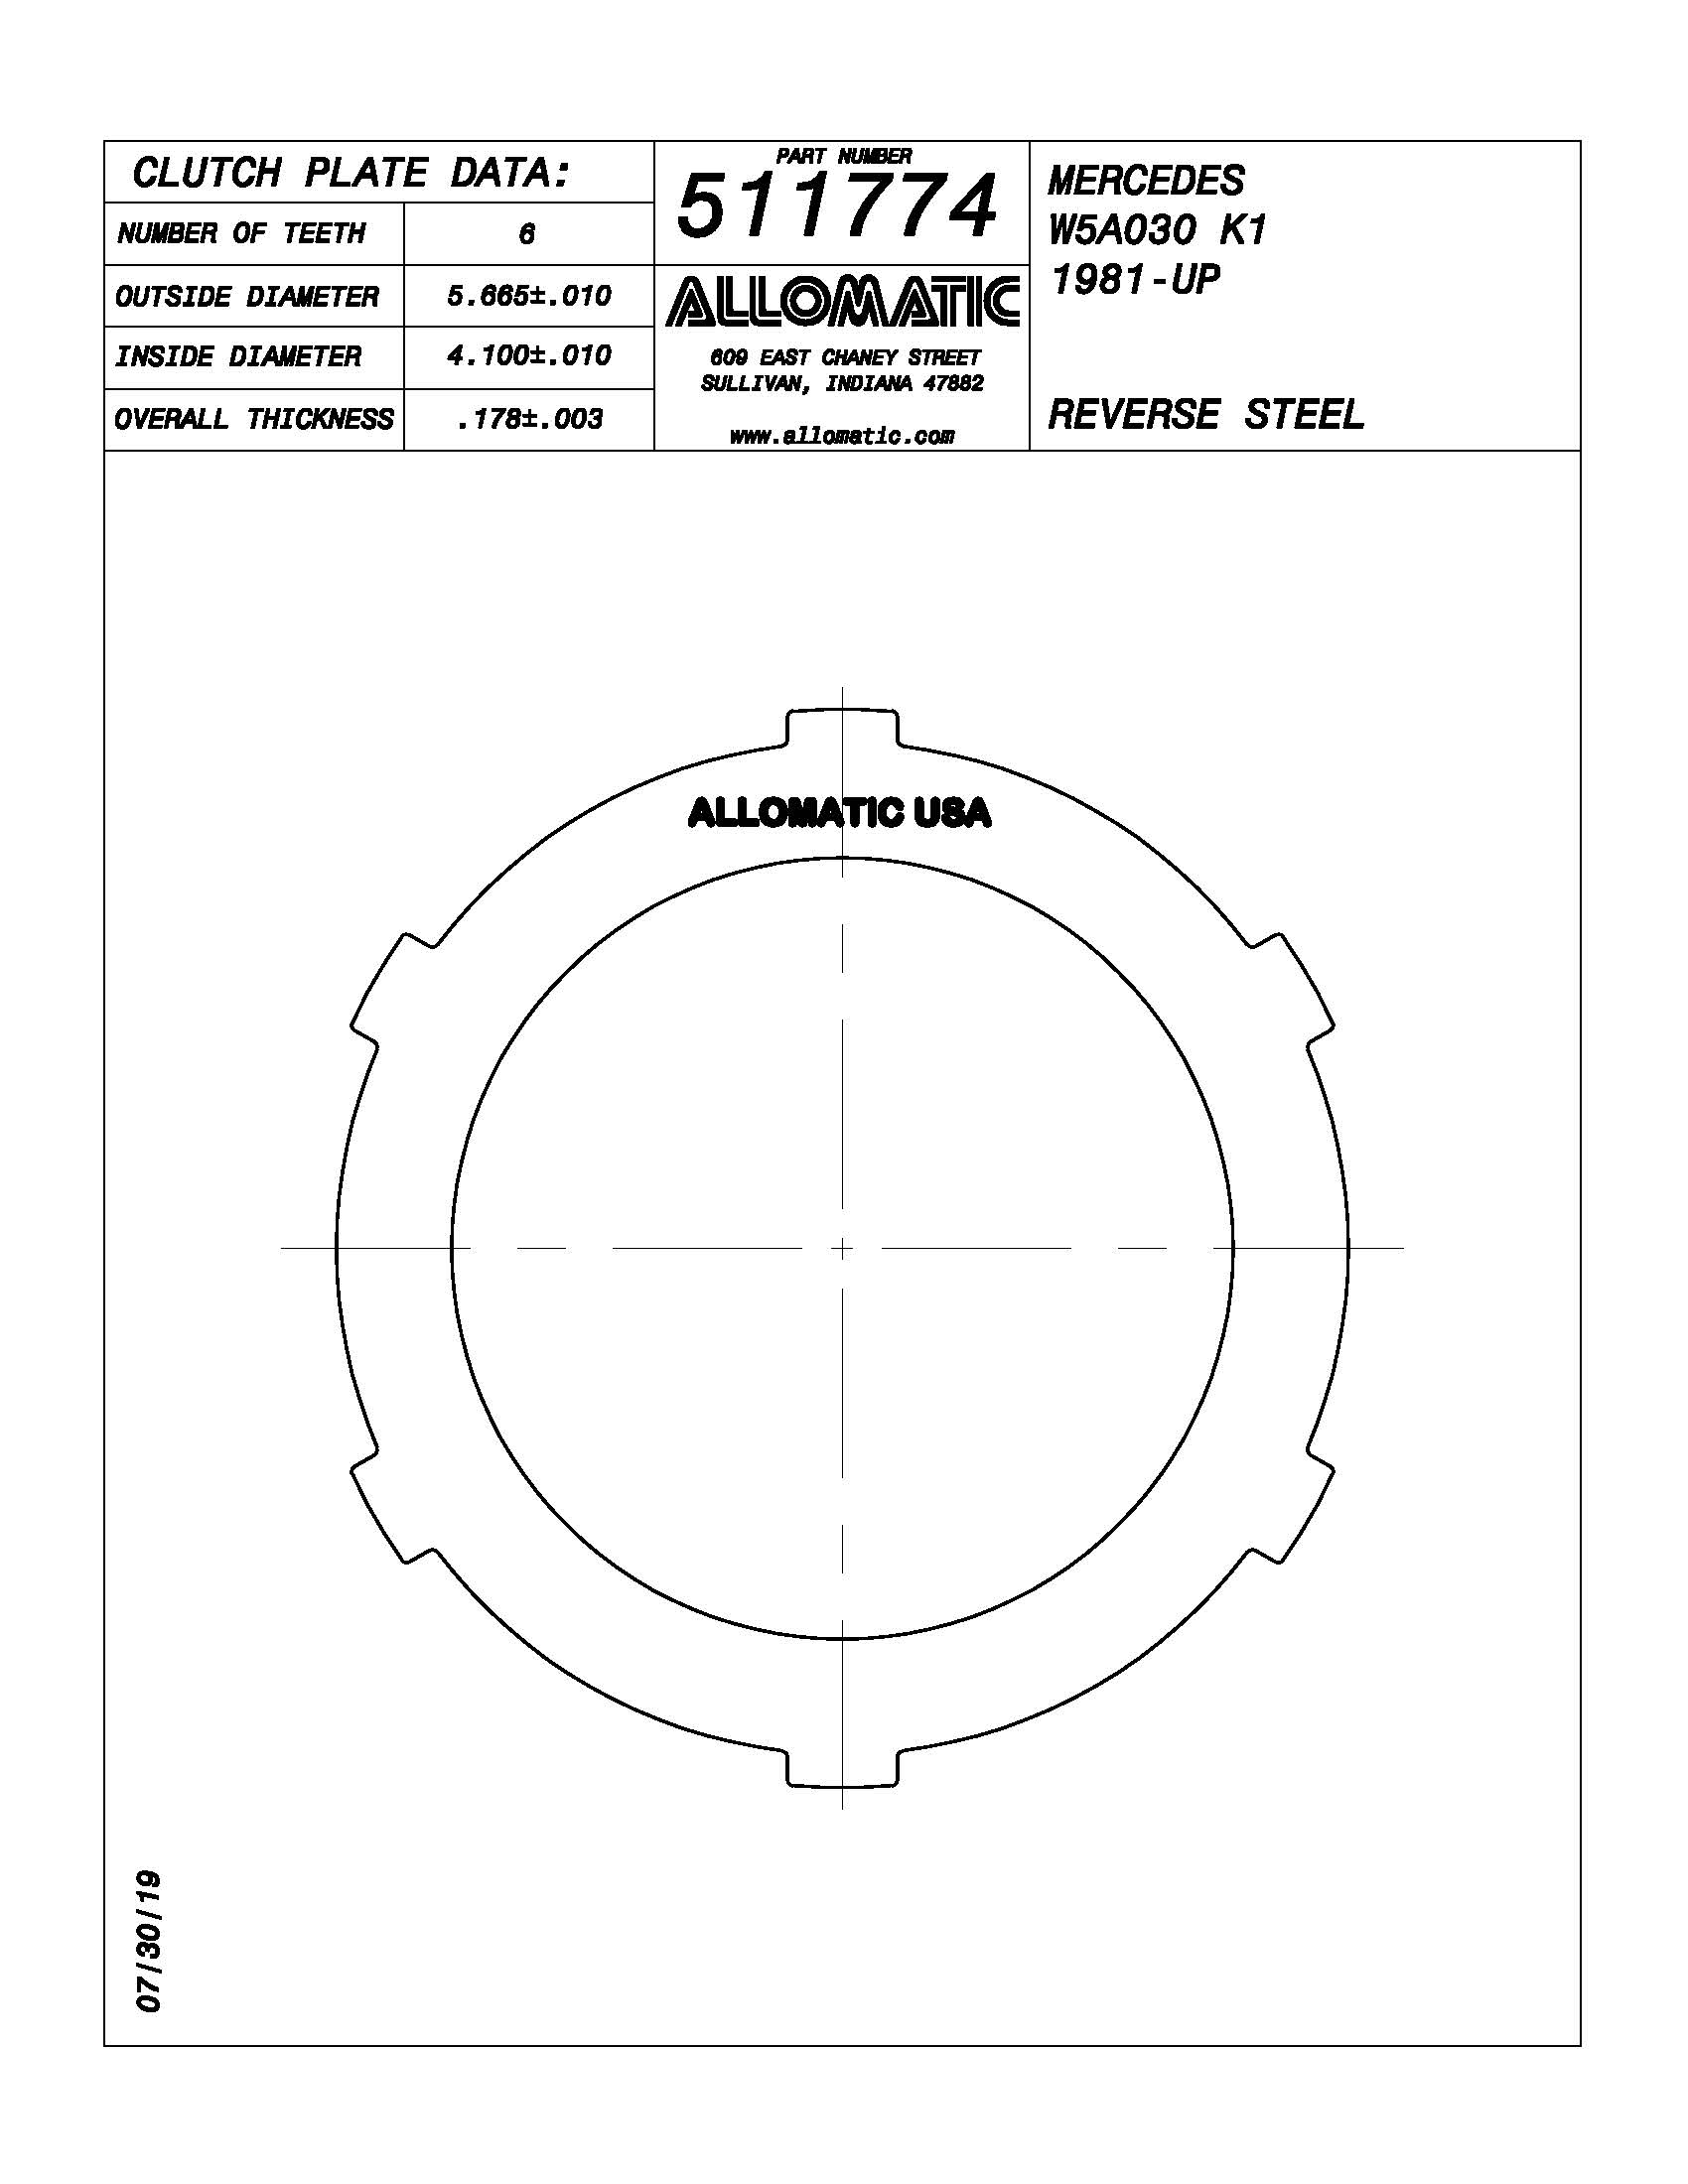 CLUTCH PLATE DATA:
NUMBER OF TEETH 6
OUTSIDE DIAMETER 5.665±.010
INSIDE DIAMETER 4.100±.010
OVERALL THICKNESS .178±.003
PART NUMBER
511774
ALLOMATIC
609 EAST CHANEY STREET
SULLIVAN, INDIANA 47882
www.allomatic.com
MERCEDES
W5A030 K1
1981-UP
REVERSE STEEL
ALLOMATIC USA
07/30/19